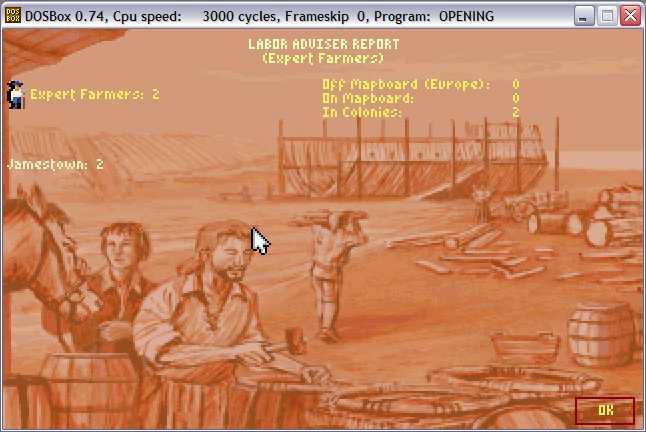 DOSBox 0.74, Cpu speed: 3000 cycles, Frameskip 0, Program: OPENING
LABOR ADVISER REPORT
(Expert Farmers)
Expert Farmers: 2
Off Mapboard (Europe): 0
On Mapboard: 0
In Colonies: 2
Jamestown: 2
OK